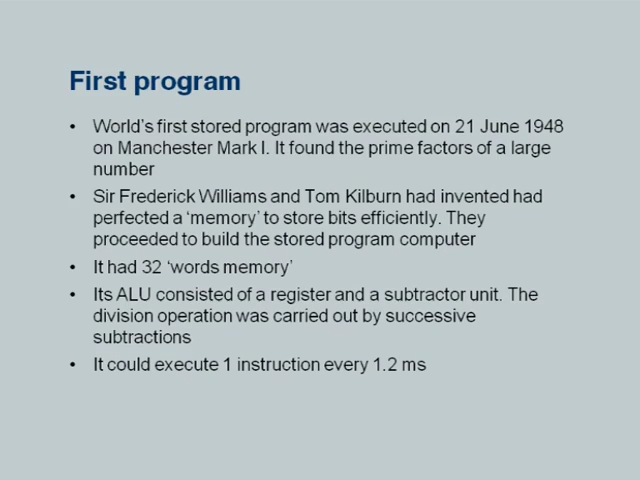 First program
• World's first stored program was executed on 21 June 1948
on Manchester Mark I. It found the prime factors of a large
number
• Sir Frederick Williams and Tom Kilburn had invented had
perfected a 'memory' to store bits efficiently. They
proceeded to build the stored program computer
• It had 32 'words memory'
• Its ALU consisted of a register and a subtractor unit. The
division operation was carried out by successive
subtractions
• It could execute 1 instruction every 1.2 ms